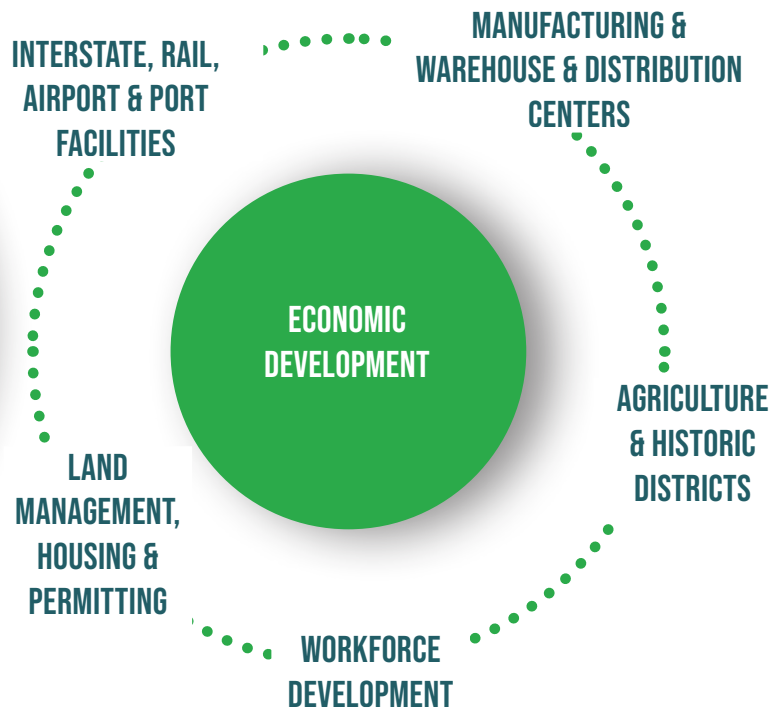 INTERSTATE, RAIL,
AIRPORT & PORT
FACILITIES
MANUFACTURING &
WAREHOUSE & DISTRIBUTION
CENTERS
ECONOMIC
DEVELOPMENT
AGRICULTURE
& HISTORIC
DISTRICTS
LAND
MANAGEMENT,
HOUSING &
PERMITTING
WORKFORCE
DEVELOPMENT